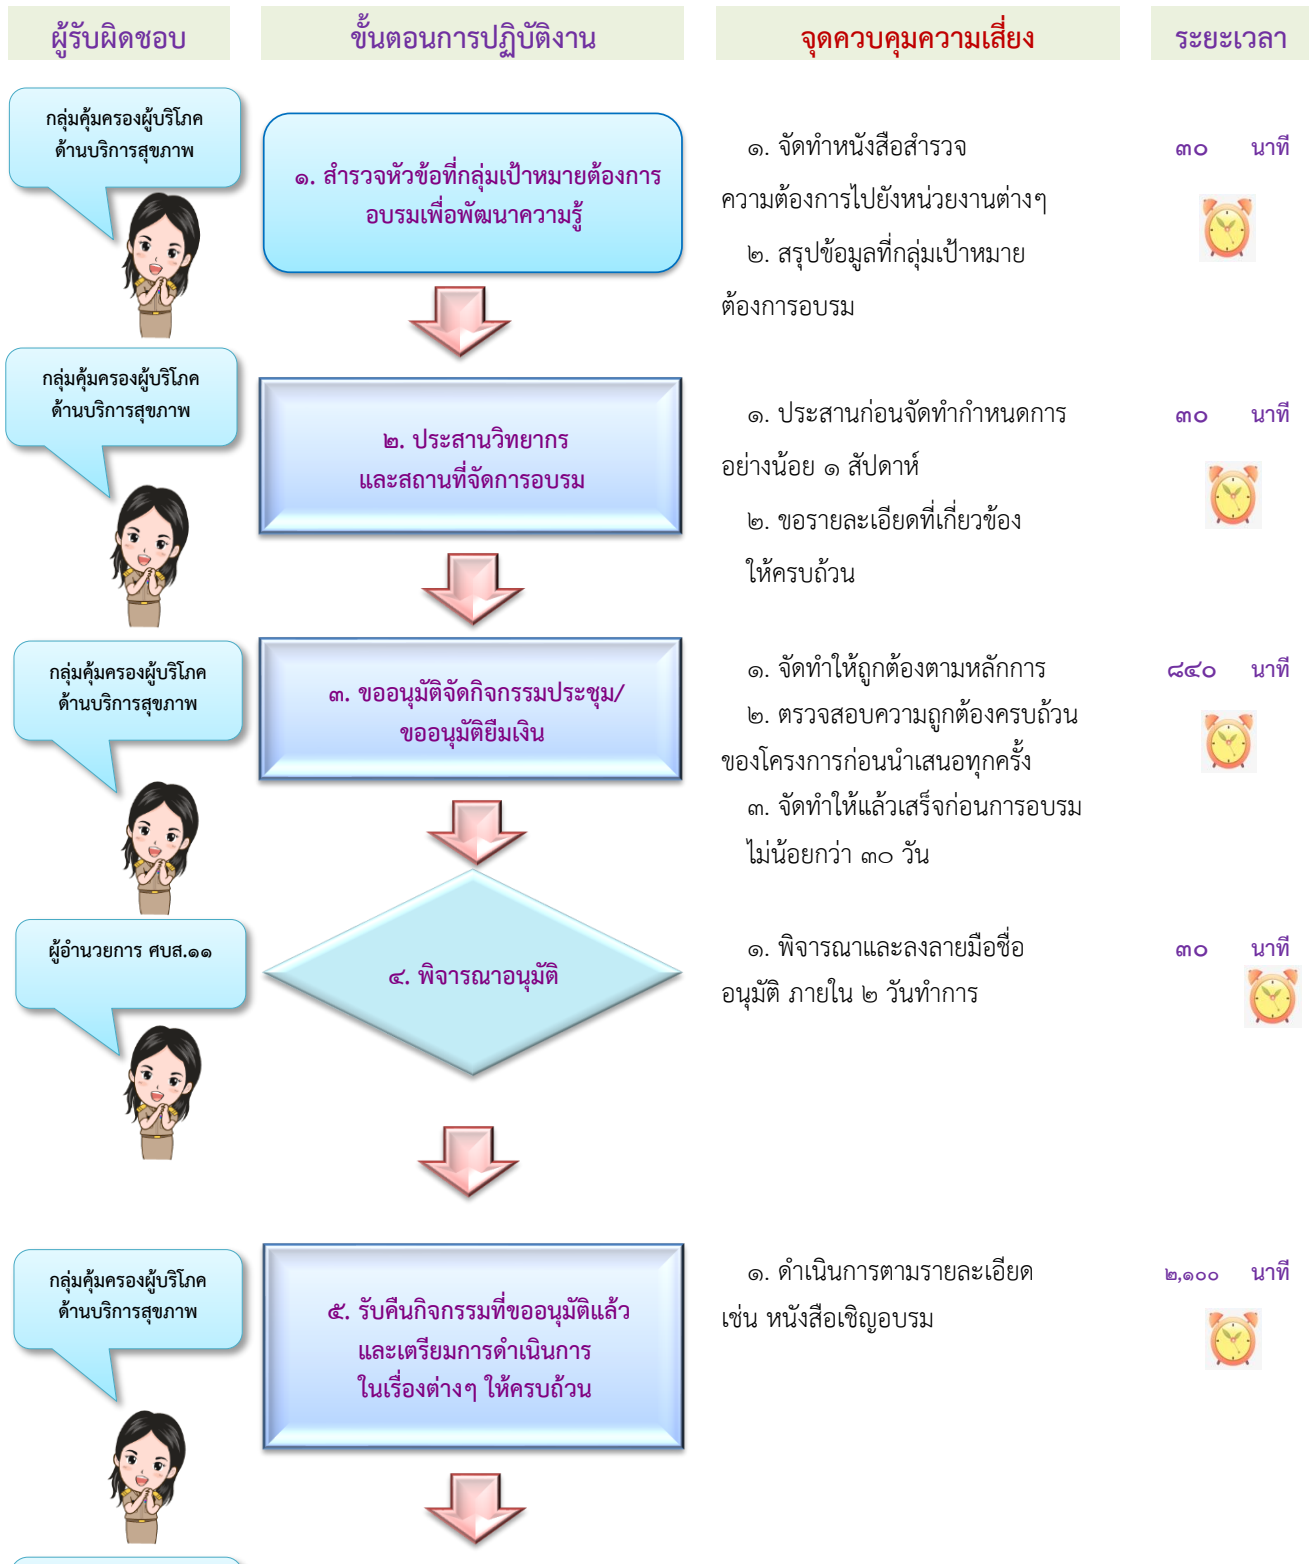 ผู้รับผิดชอบ
ขั้นตอนการปฏิบัติงาน
จุดควบคุมความเสี่ยง
ระยะเวลา
กลุ่มคุ้มครองผู้บริโภค
ด้านบริการสุขภาพ
๑. สำรวจหัวข้อที่กลุ่มเป้าหมายต้องการ
อบรมเพื่อพัฒนาความรู้
๑. จัดทำหนังสือสำรวจ
ความต้องการไปยังหน่วยงานต่างๆ
๒. สรุปข้อมูลที่กลุ่มเป้าหมาย
ต้องการอบรม
๓๐ นาที
กลุ่มคุ้มครองผู้บริโภค
ด้านบริการสุขภาพ
๒. ประสานวิทยากร
และสถานที่จัดการอบรม
๑. ประสานก่อนจัดทำกำหนดการ
อย่างน้อย ๑ สัปดาห์
๒. ขอรายละเอียดที่เกี่ยวข้อง
ให้ครบถ้วน
๓๐ นาที
กลุ่มคุ้มครองผู้บริโภค
ด้านบริการสุขภาพ
๓. ขออนุมัติจัดกิจกรรมประชุม/
ขออนุมัติยืมเงิน
๑. จัดทำให้ถูกต้องตามหลักการ
๒. ตรวจสอบความถูกต้องครบถ้วน
ของโครงการก่อนนำเสนอทุกครั้ง
๓. จัดทำให้แล้วเสร็จก่อนการอบรม
ไม่น้อยกว่า ๓๐ วัน
๘๔๐ นาที
ผู้อำนวยการ ศบส.๑๑
๔. พิจารณาอนุมัติ
๑. พิจารณาและลงลายมือชื่อ
อนุมัติ ภายใน ๒ วันทำการ
๓๐ นาที
กลุ่มคุ้มครองผู้บริโภค
ด้านบริการสุขภาพ
๕. รับคืนกิจกรรมที่ขออนุมัติแล้ว
และเตรียมการดำเนินการ
ในเรื่องต่างๆ ให้ครบถ้วน
๑. ดำเนินการตามรายละเอียด
เช่น หนังสือเชิญอบรม
๒,๑๐๐ นาที